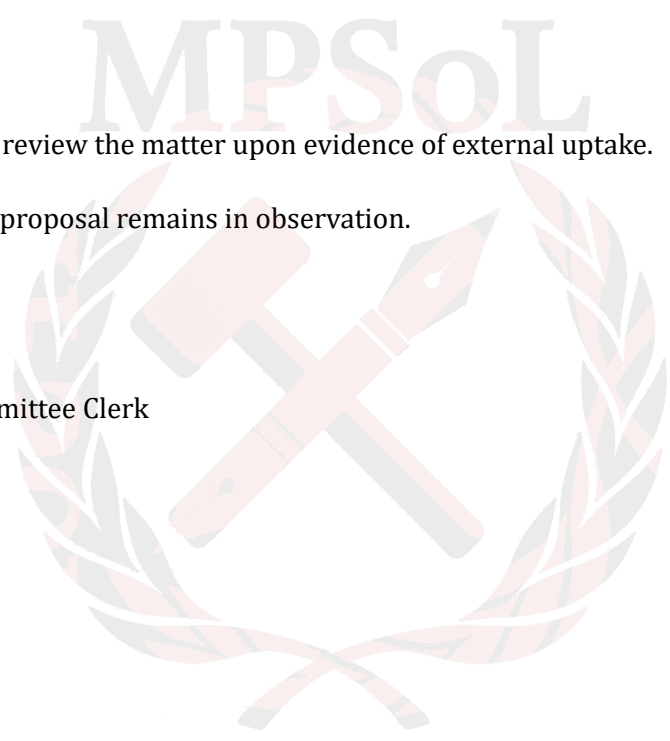 MPSoL
review the matter upon evidence of external uptake.
proposal remains in observation.
mittee Clerk